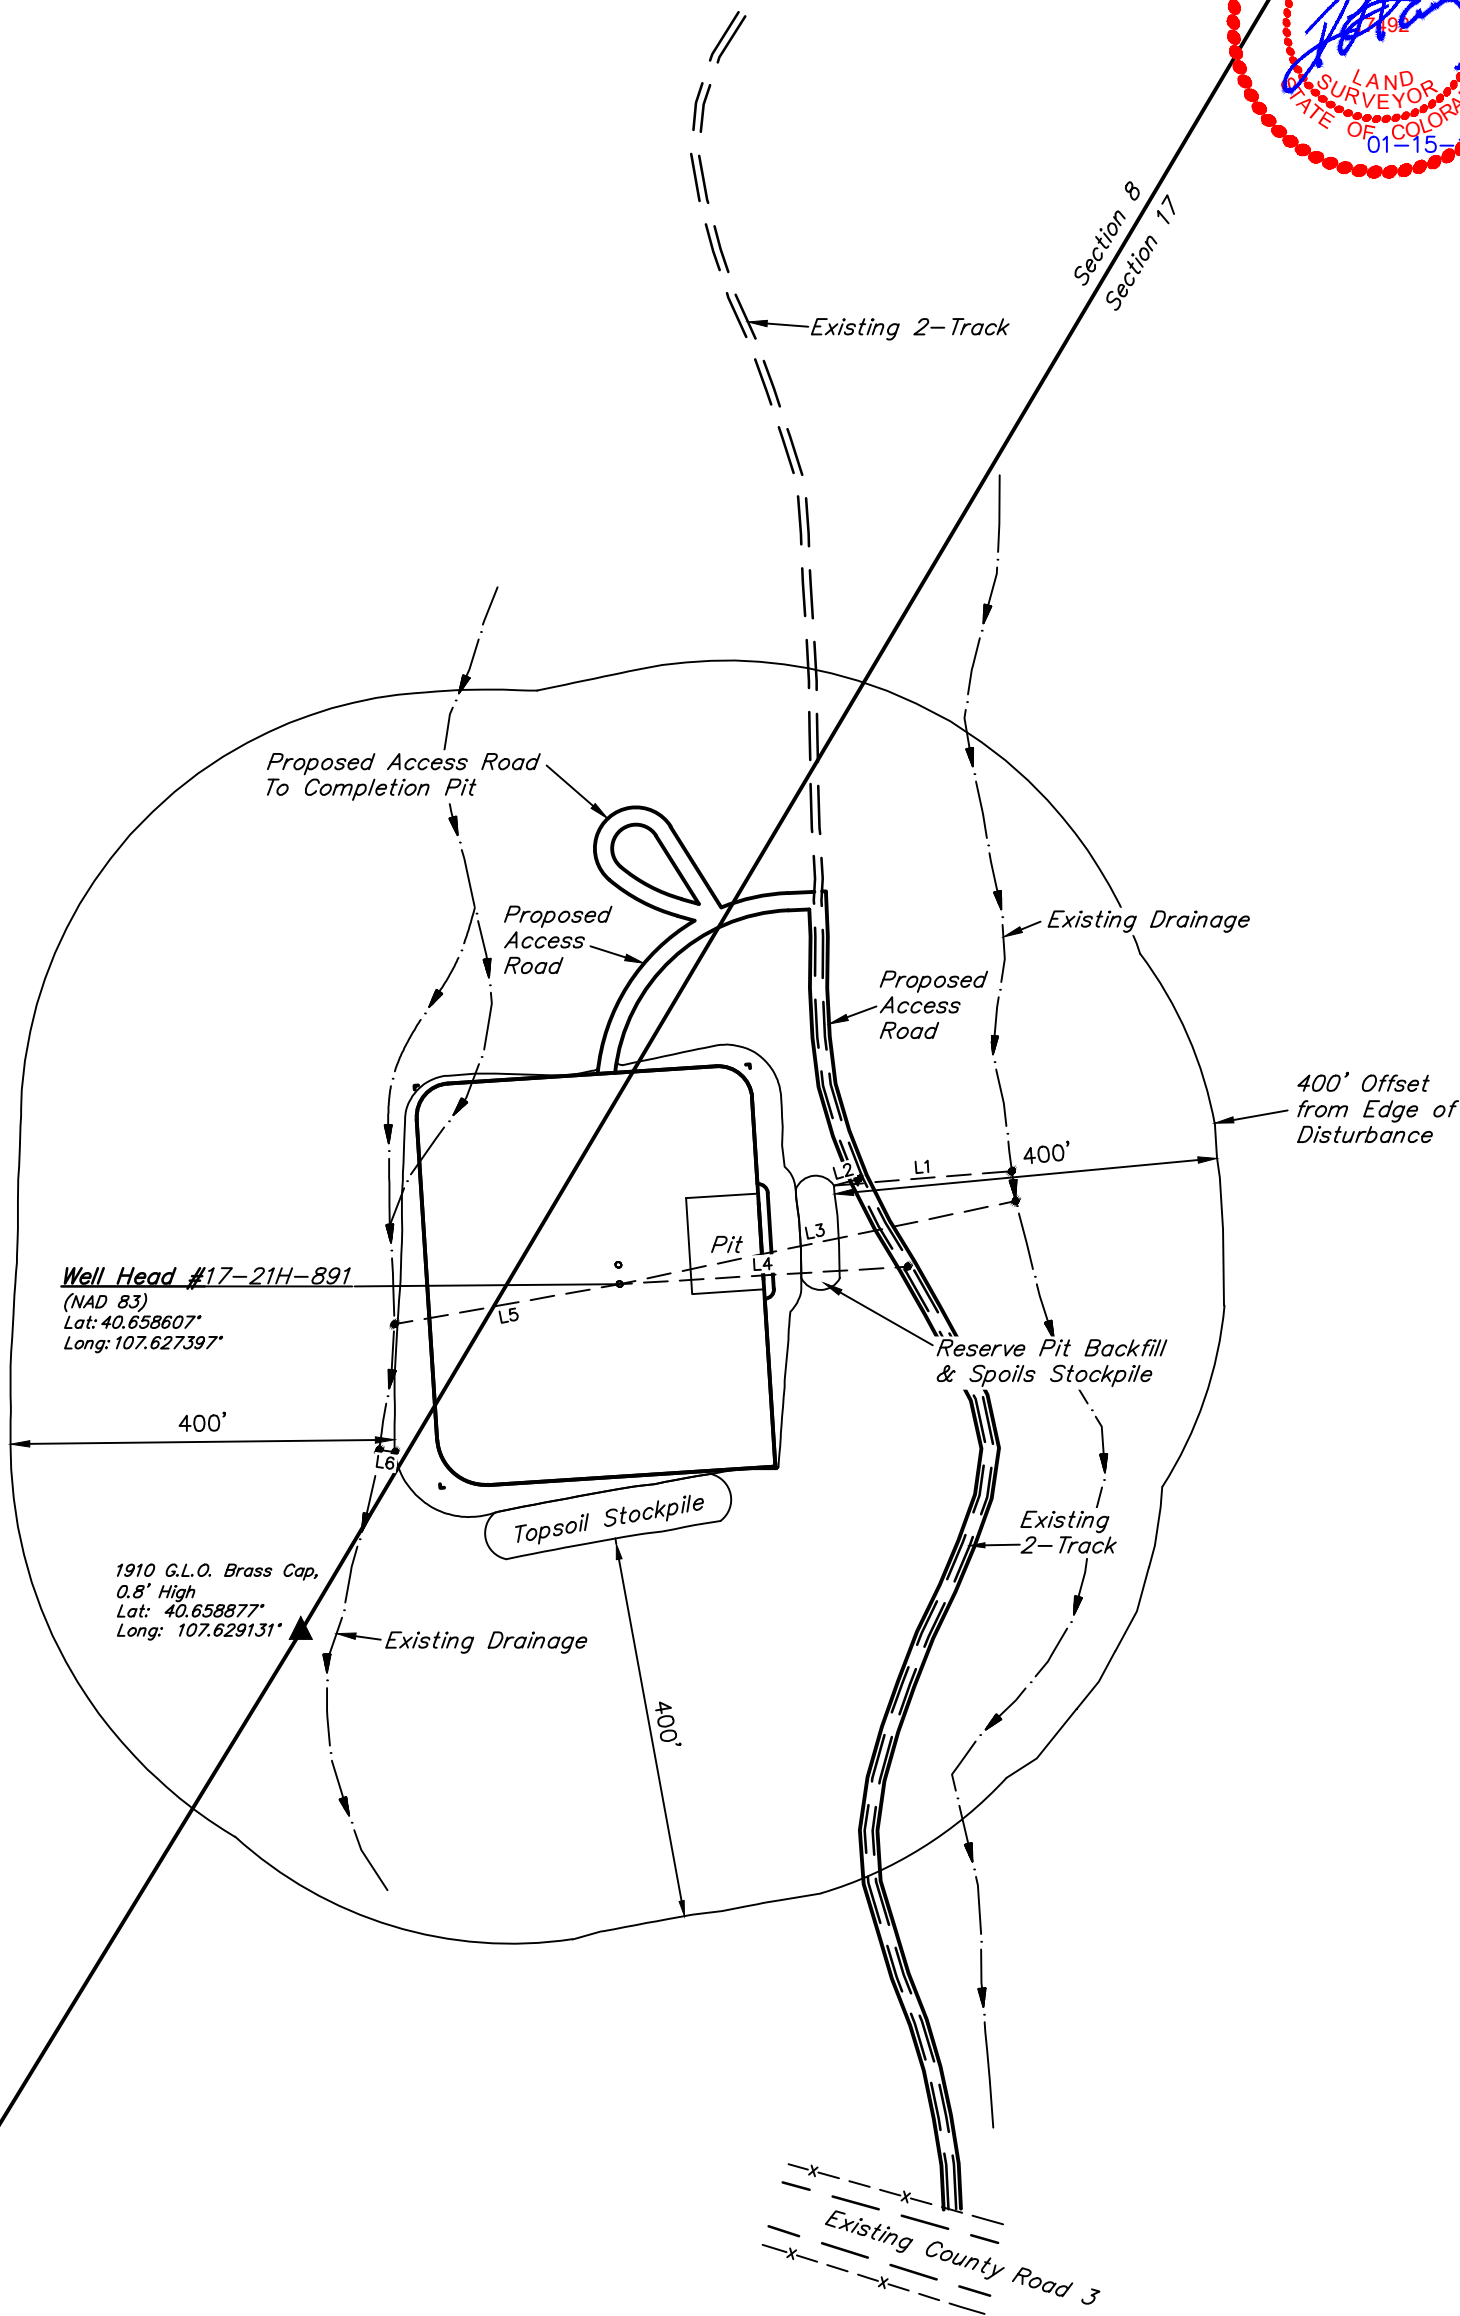 7492
LAND
SURVEYOR
STATE OF COLORA
01-15-
Section 8
Section 17
Existing 2-Track
Proposed Access Road
To Completion Pit
Proposed
Access
Road
Existing Drainage
Proposed
Access
Road
400' Offset
from Edge of
Disturbance
400'
L1
L2
L3
Pit
L4
Well Head #17-21H-891
(NAD 83)
Lat: 40.658607°
Long: 107.627397°
L5
Reserve Pit Backfill
& Spoils Stockpile
400'
L6
Topsoil Stockpile
Existing
2-Track
1910 G.L.O. Brass Cap,
0.8' High
Lat: 40.658877°
Long: 107.629131°
Existing Drainage
400'
Existing County Road 3